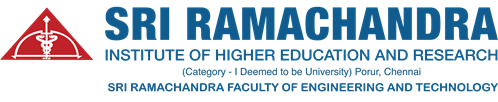 SRI RAMACHANDRA
INSTITUTE OF HIGHER EDUCATION AND RESEARCH
(Category - I Deemed to be University) Porur, Chennai
SRI RAMACHANDRA FACULTY OF ENGINEERING AND TECHNOLOGY